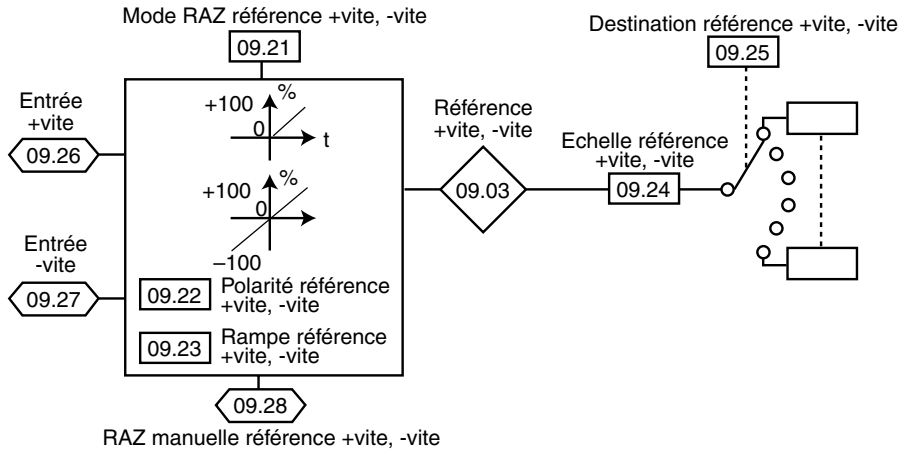 Mode RAZ référence +vite, -vite
09.21
Destination référence +vite, -vite
09.25
Entrée
+vite
09.26
+100
%
0
t
Référence
+vite, -vite
09.03
Echelle référence
+vite, -vite
09.24
+100
%
0
–100
Entrée
-vite
09.27
09.22
Polarité référence
+vite, -vite
09.23
Rampe référence
+vite, -vite
09.28
RAZ manuelle référence +vite, -vite